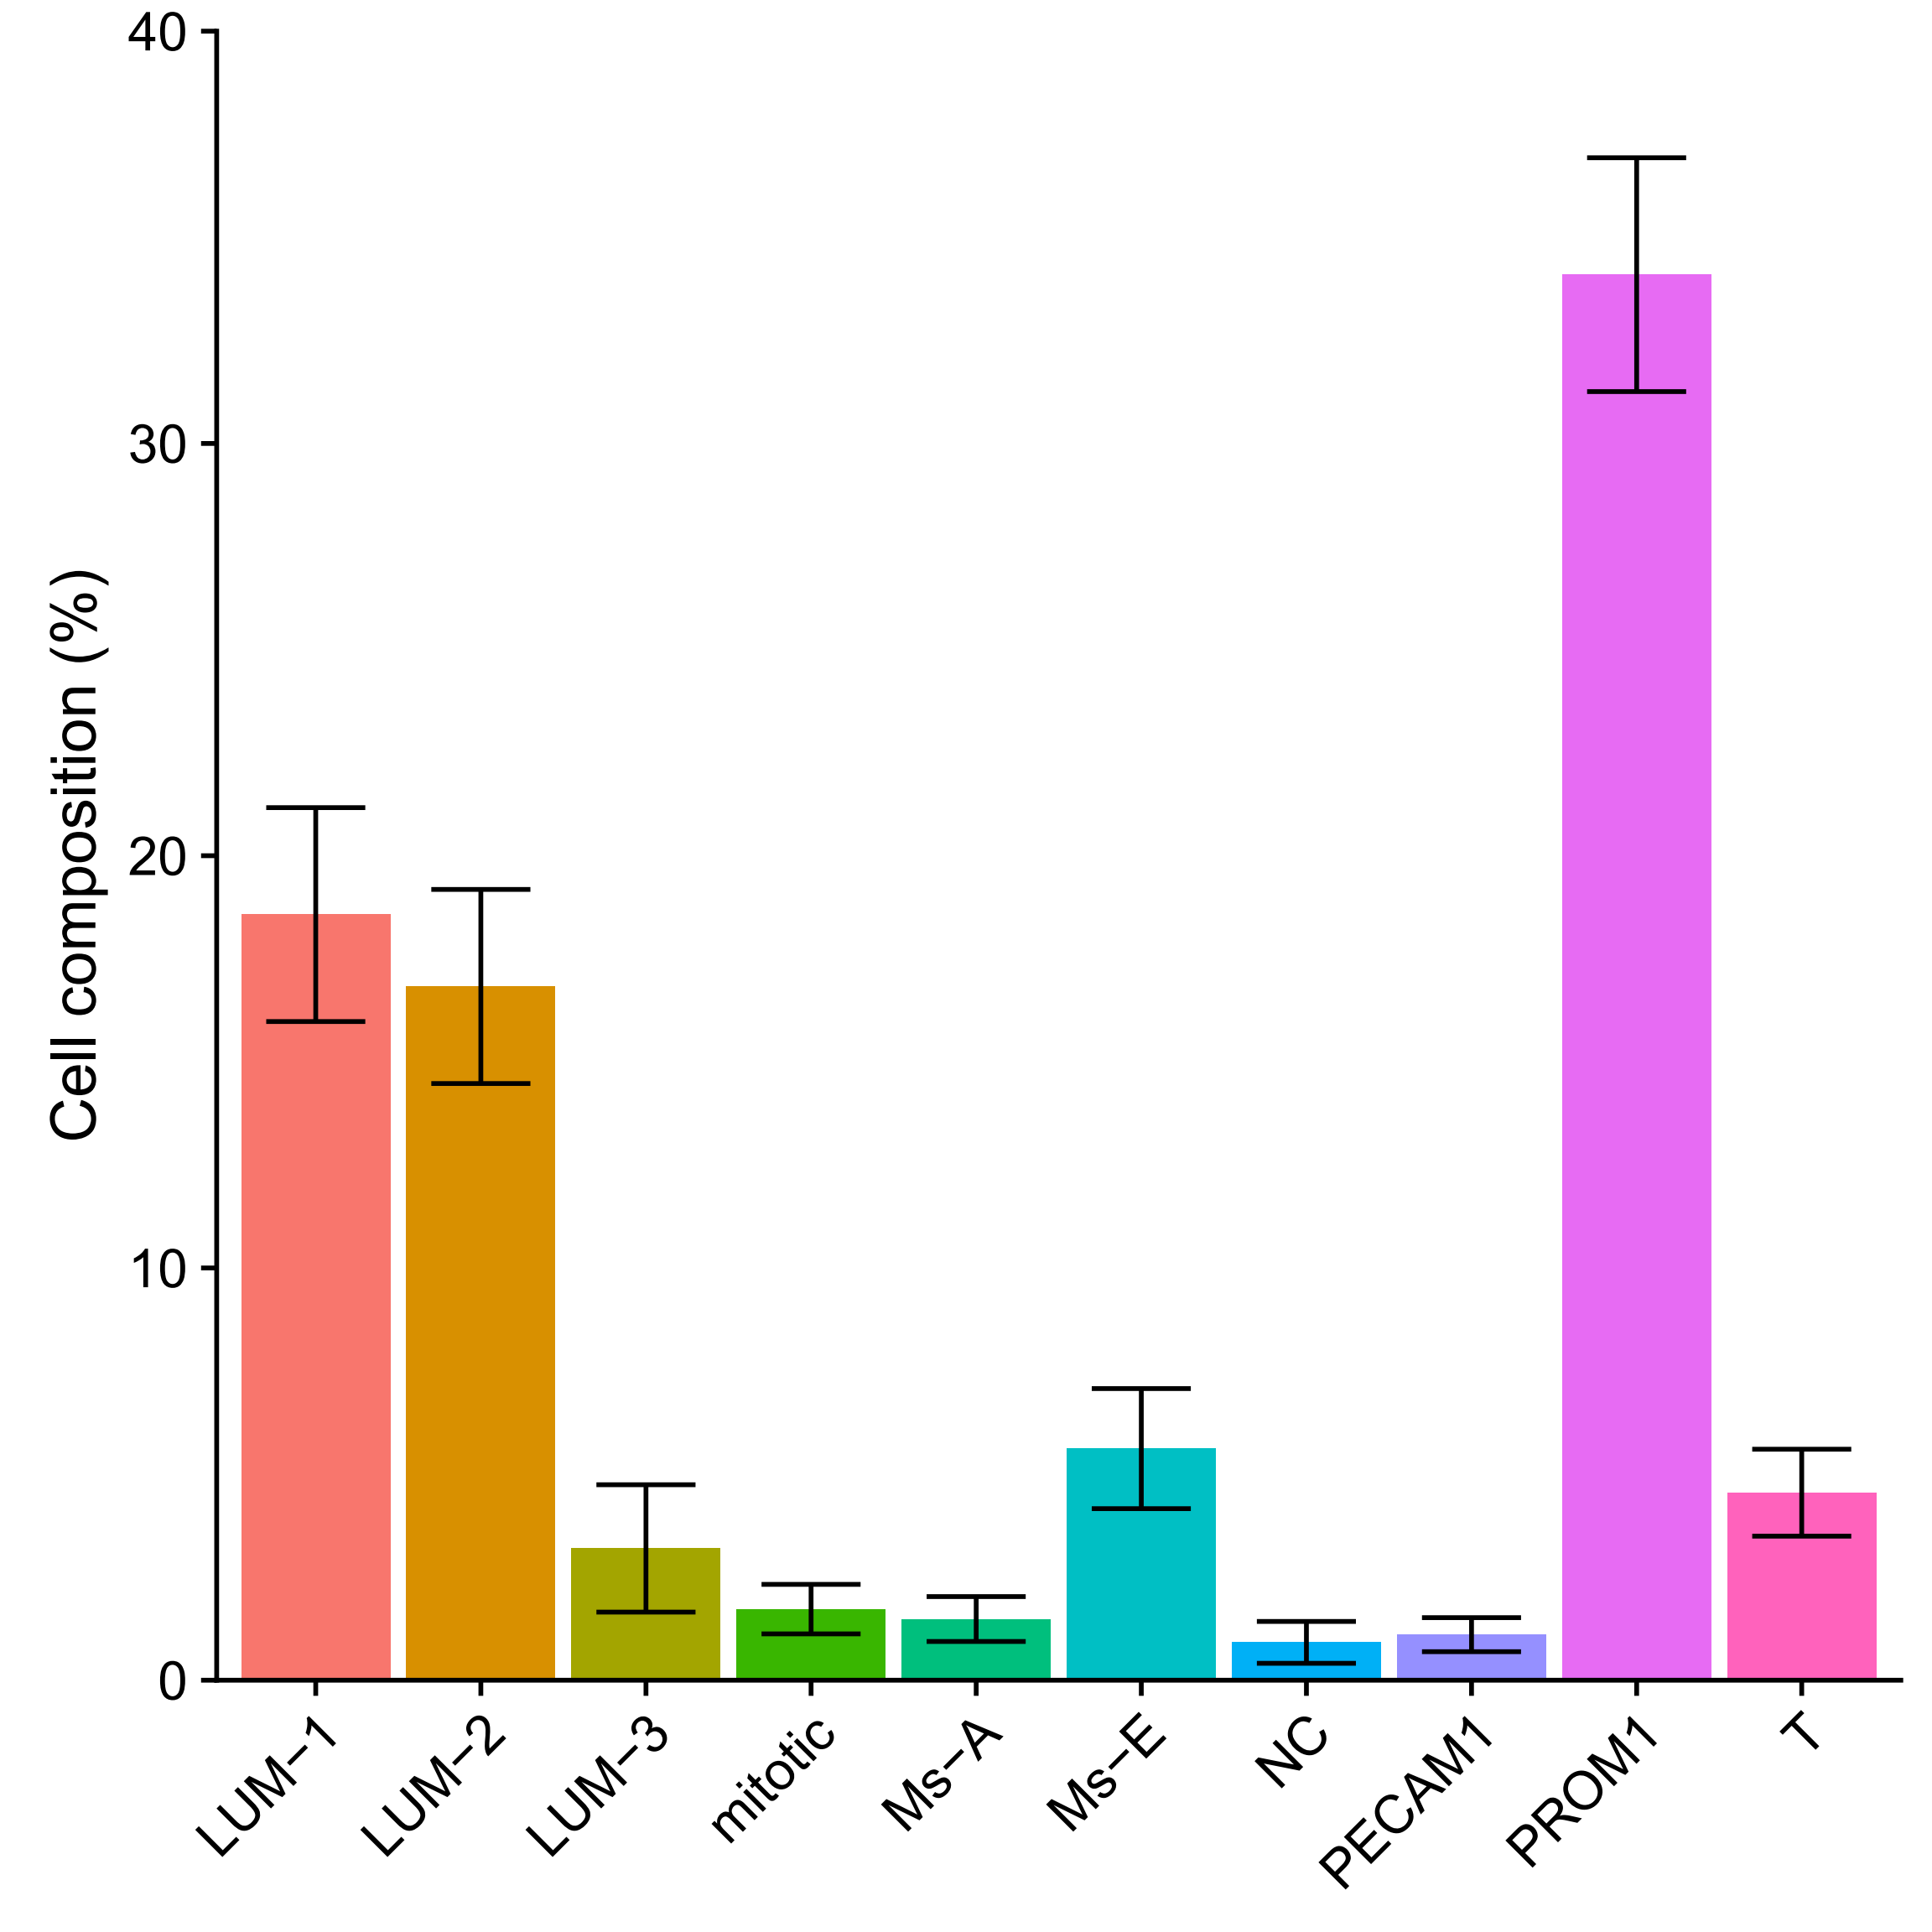 Cell composition (%)
40
30
20
10
0
LUM−1
LUM−2
LUM−3
mitotic
Ms−A
Ms−E
NC
PECAM1
PROM1
T